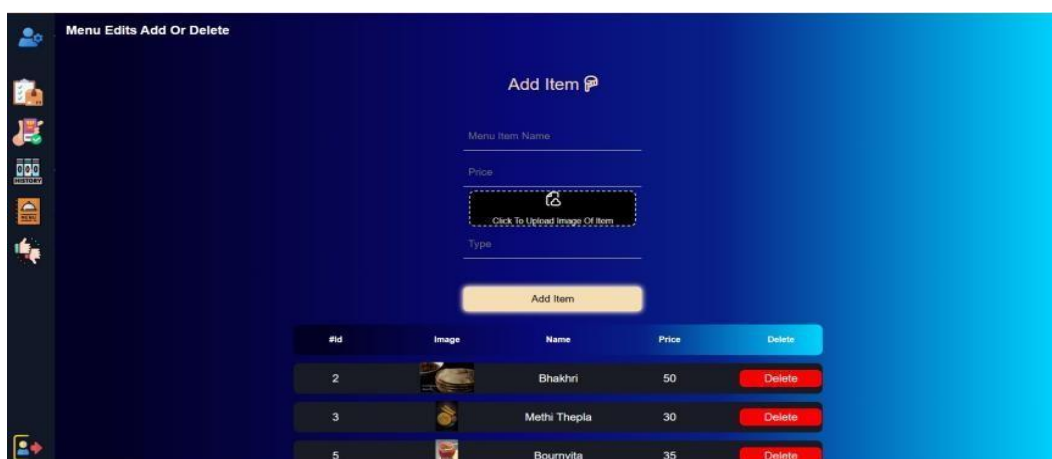 Menu Edits Add Or Delete
Add Item
Menu Item Name
Price
Click To Upload Image Of Item
Type
Add Item
#Id Image Name Price Delete
2 Bhakhri 50 Delete
3 Methi Thepla 30 Delete
5 Bournvita 35 Delete
HISTORY
MENU